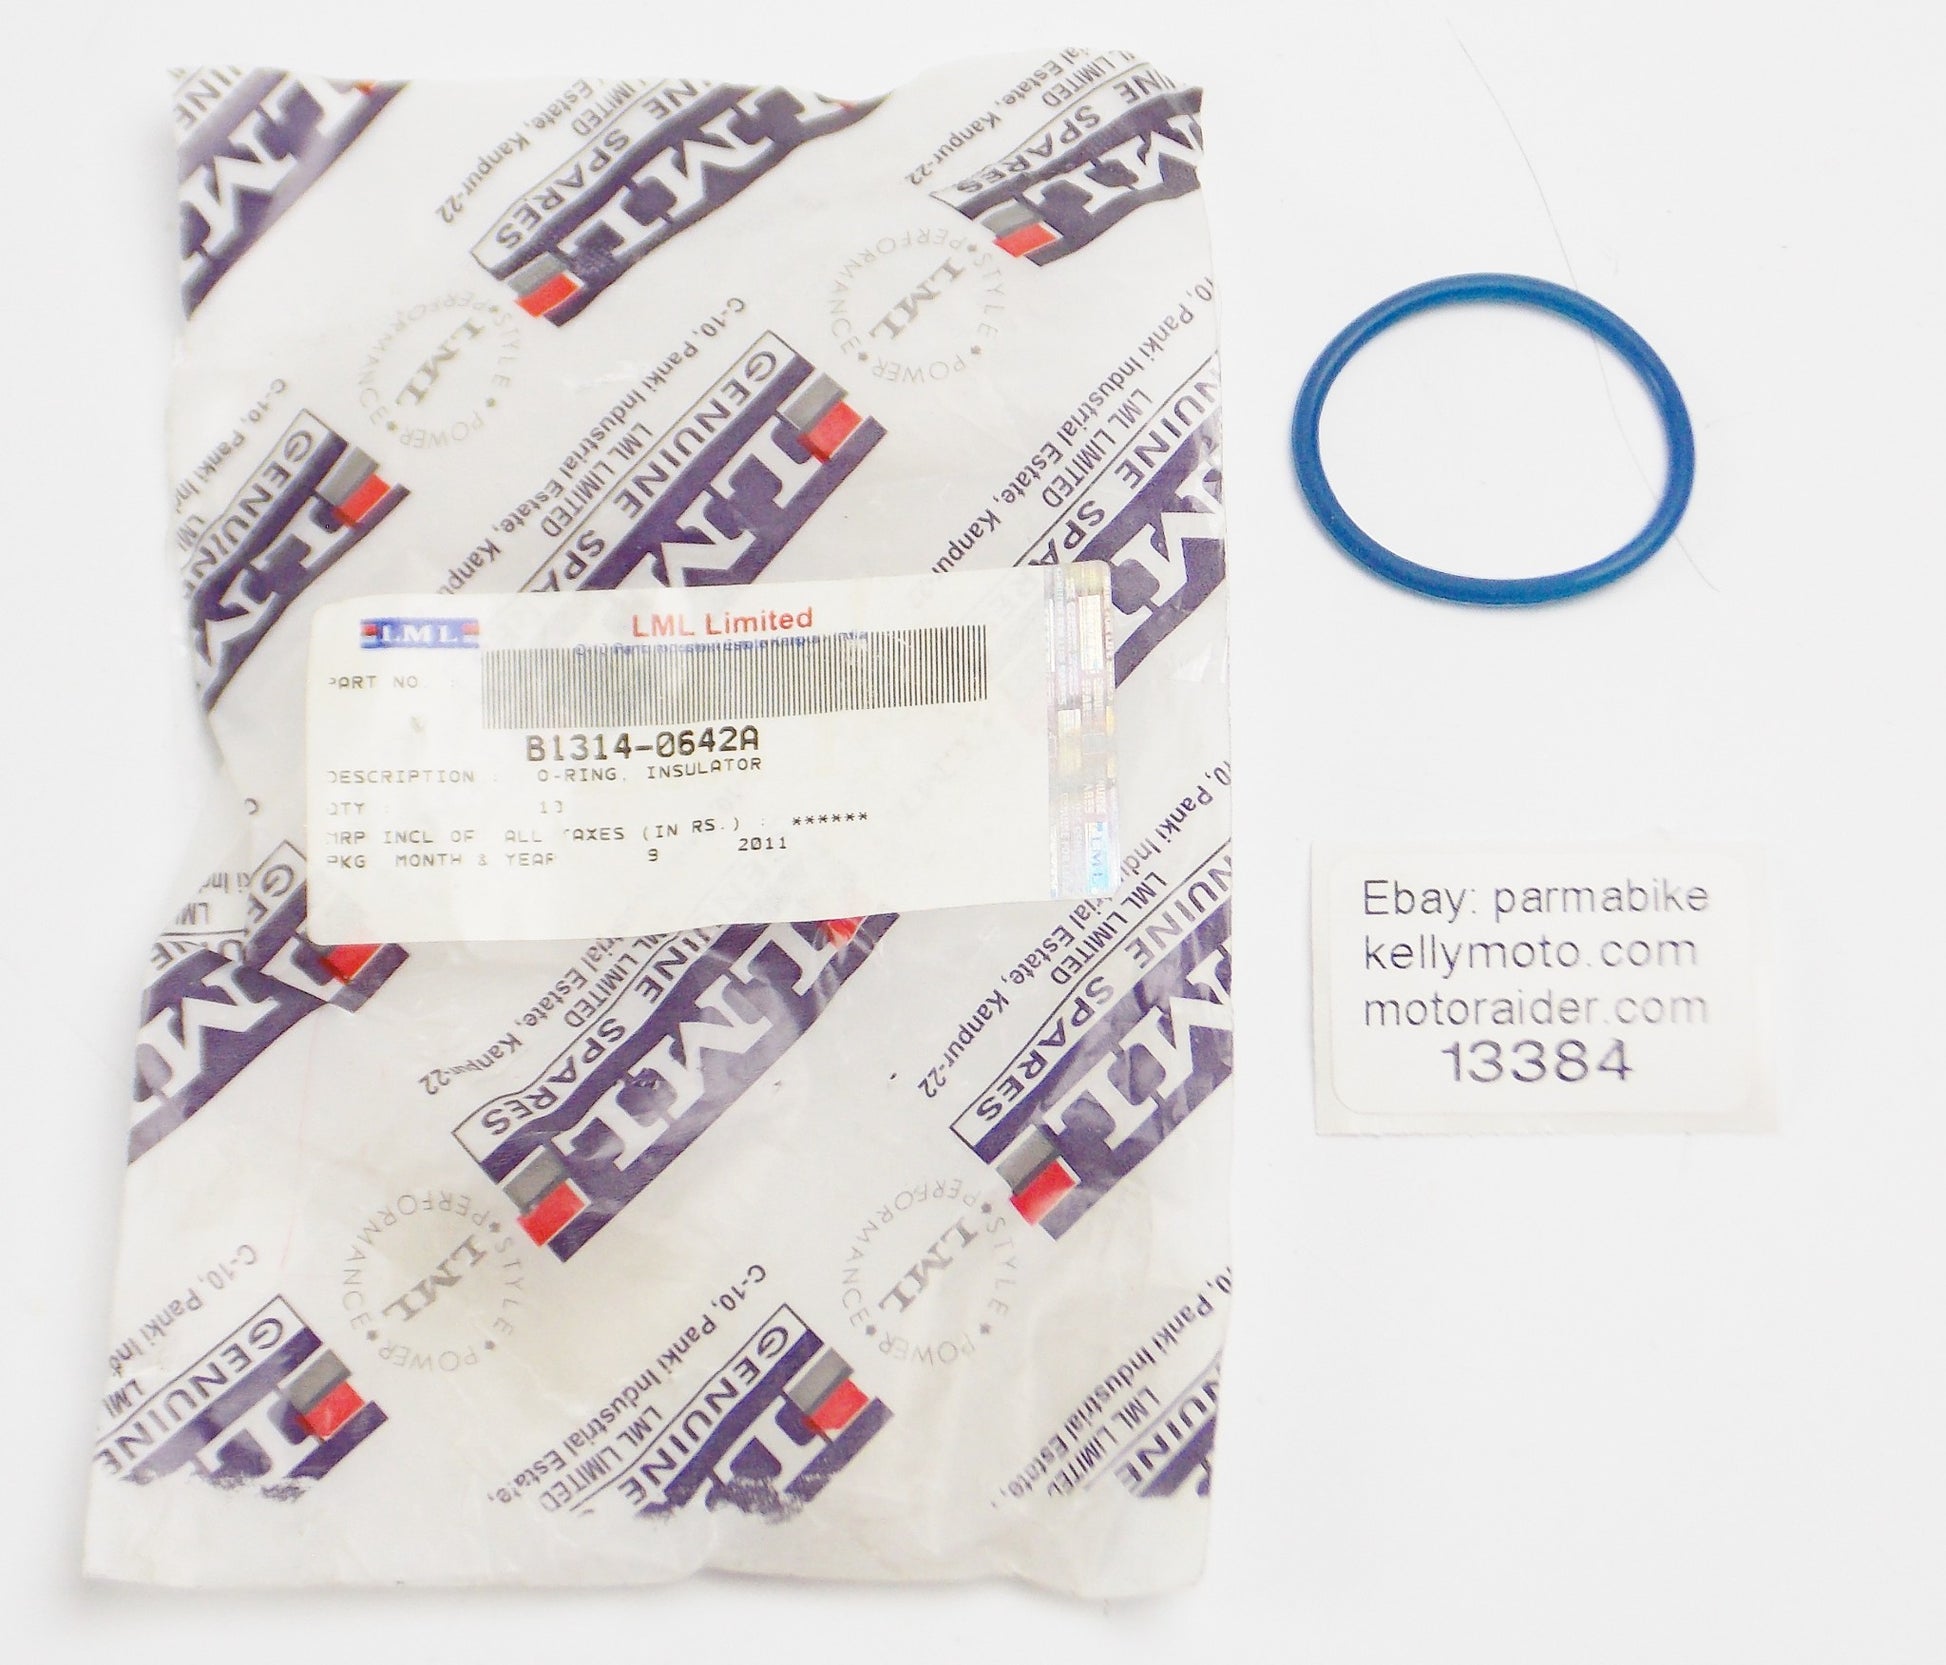 LML
GENUINE SPARES
LML LIMITED
C-10, Panki Industrial Estate, Kanpur-22
LML
STYLE POWER PERFORMANCE
LML
LML Limited
PART NO. :
B1314-0642A
DESCRIPTION : O-RING, INSULATOR
QTY :
MRP INCL OF ALL TAXES (IN RS.) : ******
PKG MONTH & YEAR 9 2011
Ebay: parmabike
kellymoto.com
motoraider.com
13384